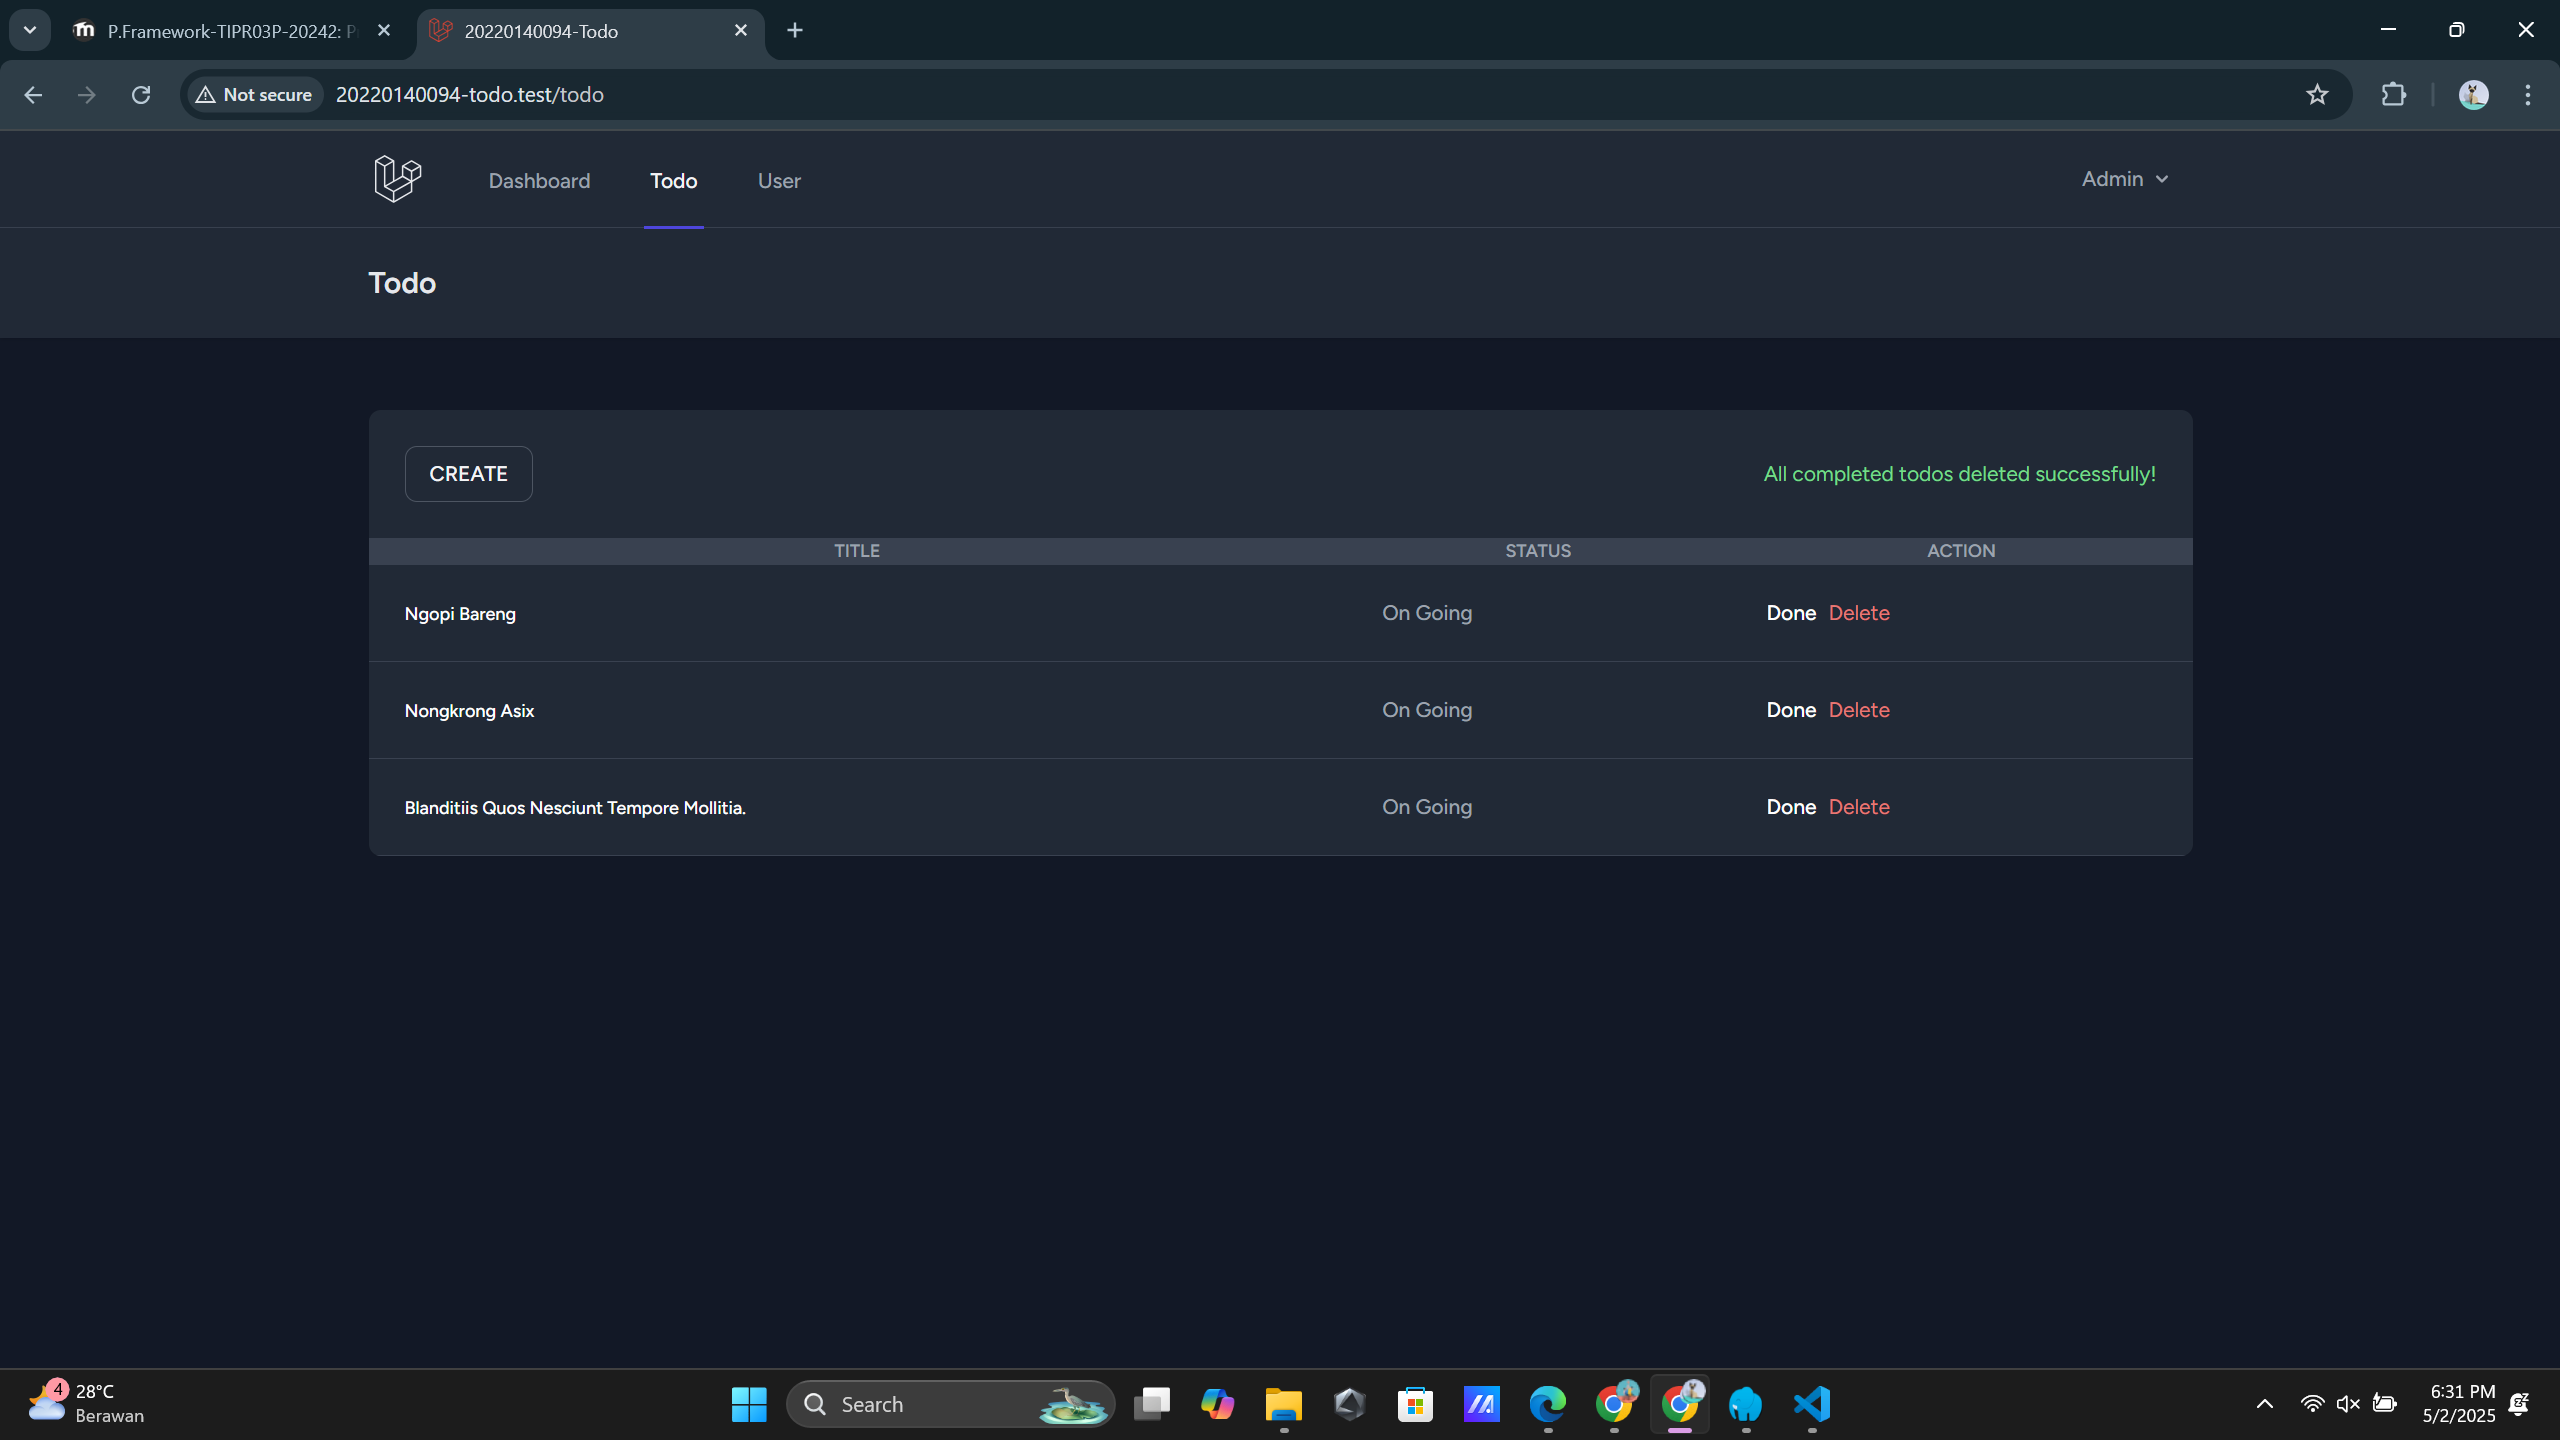 P.Framework-TIPR03P-20242: P
20220140094-Todo
Not secure
20220140094-todo.test/todo
Dashboard
Todo
User
Admin
Todo
CREATE
All completed todos deleted successfully!
TITLE STATUS ACTION
Ngopi Bareng On Going Done Delete
Nongkrong Asix On Going Done Delete
Blanditiis Quos Nesciunt Tempore Mollitia. On Going Done Delete
4
28°C
Berawan
Search
6:31 PM
5/2/2025